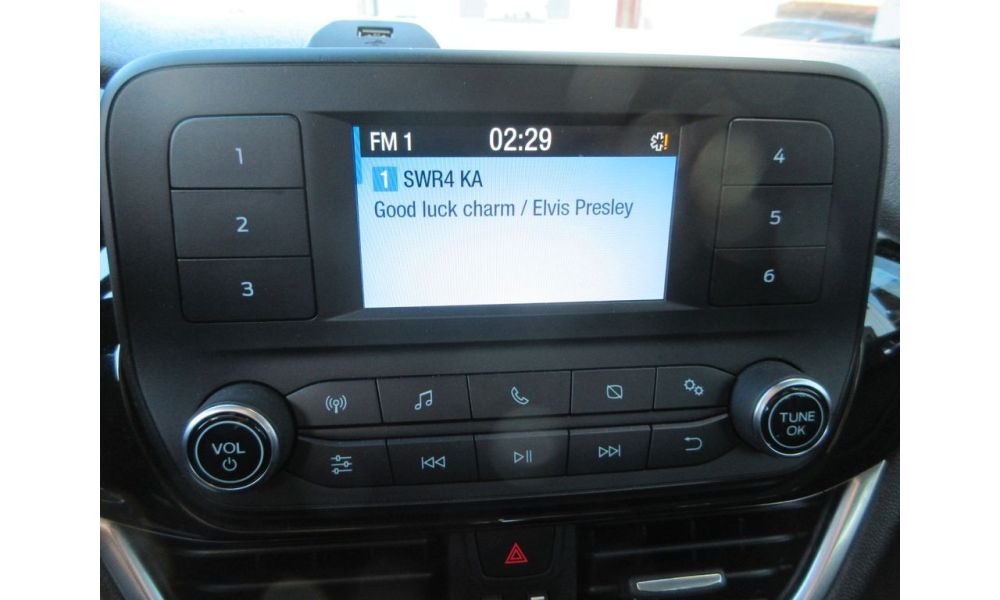 FM 1 02:29
1 SWR4 KA
Good luck charm / Elvis Presley
1
2
3
4
5
6
VOL
TUNE
OK